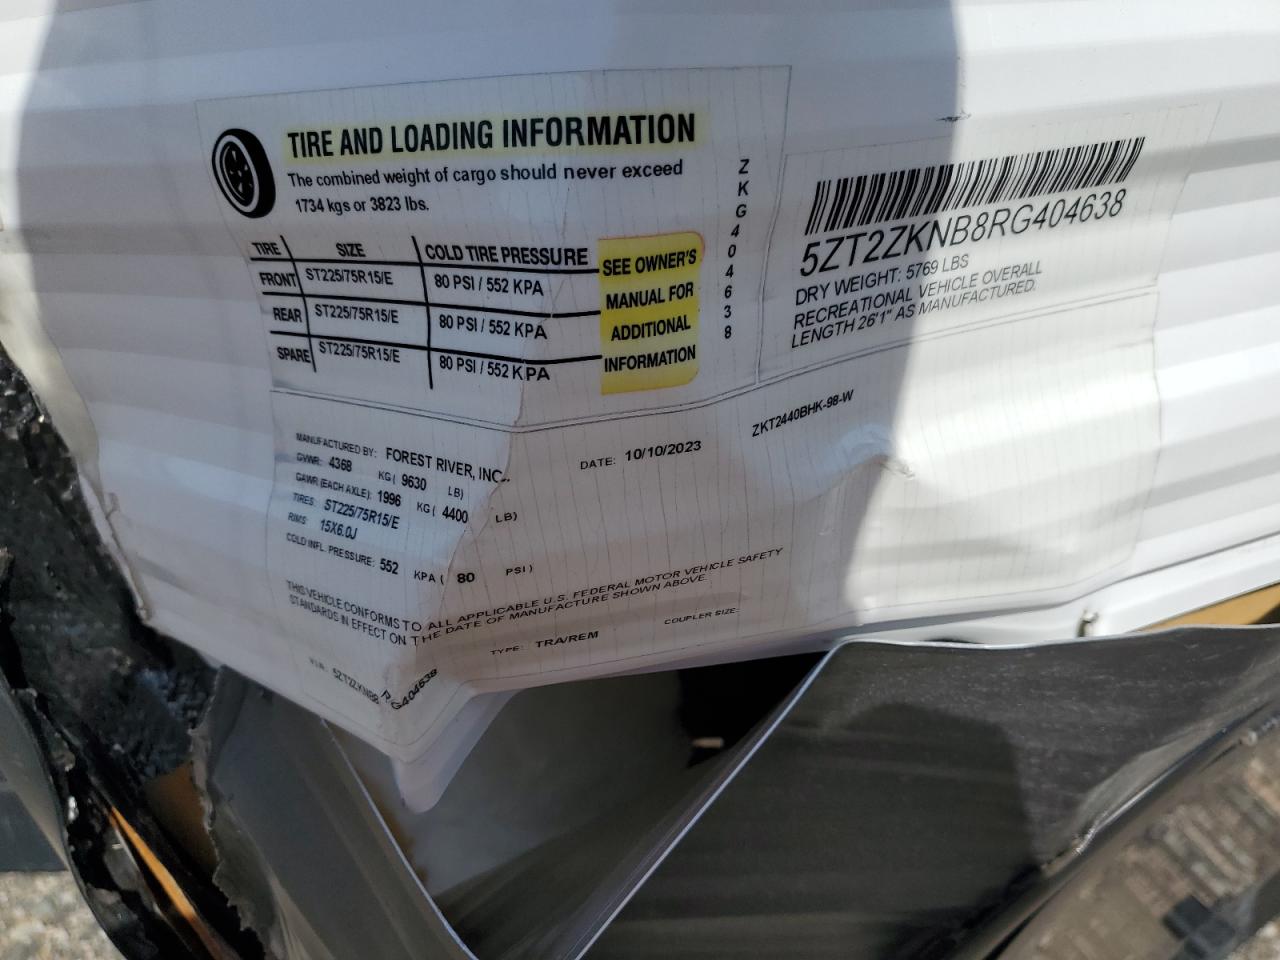 TIRE AND LOADING INFORMATION
The combined weight of cargo should never exceed
1734 kgs or 3823 lbs.
TIRE SIZE COLD TIRE PRESSURE
FRONT ST225/75R15/E 80 PSI / 552 KPA
REAR ST225/75R15/E 80 PSI / 552 KPA
SPARE ST225/75R15/E 80 PSI / 552 KPA
SEE OWNER'S
MANUAL FOR
ADDITIONAL
INFORMATION
ZKG404638
5ZT2ZKNB8RG404638
DRY WEIGHT: 5769 LBS
RECREATIONAL VEHICLE OVERALL
LENGTH 26'1" AS MANUFACTURED.
MANUFACTURED BY: FOREST RIVER, INC. DATE: 10/10/2023 ZKT2440BHK-98-W
GVWR: 4368 KG ( 9630 LB)
GAWR (EACH AXLE): 1996 KG ( 4400 LB)
TIRES ST225/75R15/E
RIMS 15X6.0J
COLD INFL. PRESSURE: 552 KPA ( 80 PSI )
THIS VEHICLE CONFORMS TO ALL APPLICABLE U.S. FEDERAL MOTOR VEHICLE SAFETY
STANDARDS IN EFFECT ON THE DATE OF MANUFACTURE SHOWN ABOVE.
V.I.N. 5ZT2ZKNB8RG404638 TYPE: TRA/REM COUPLER SIZE: